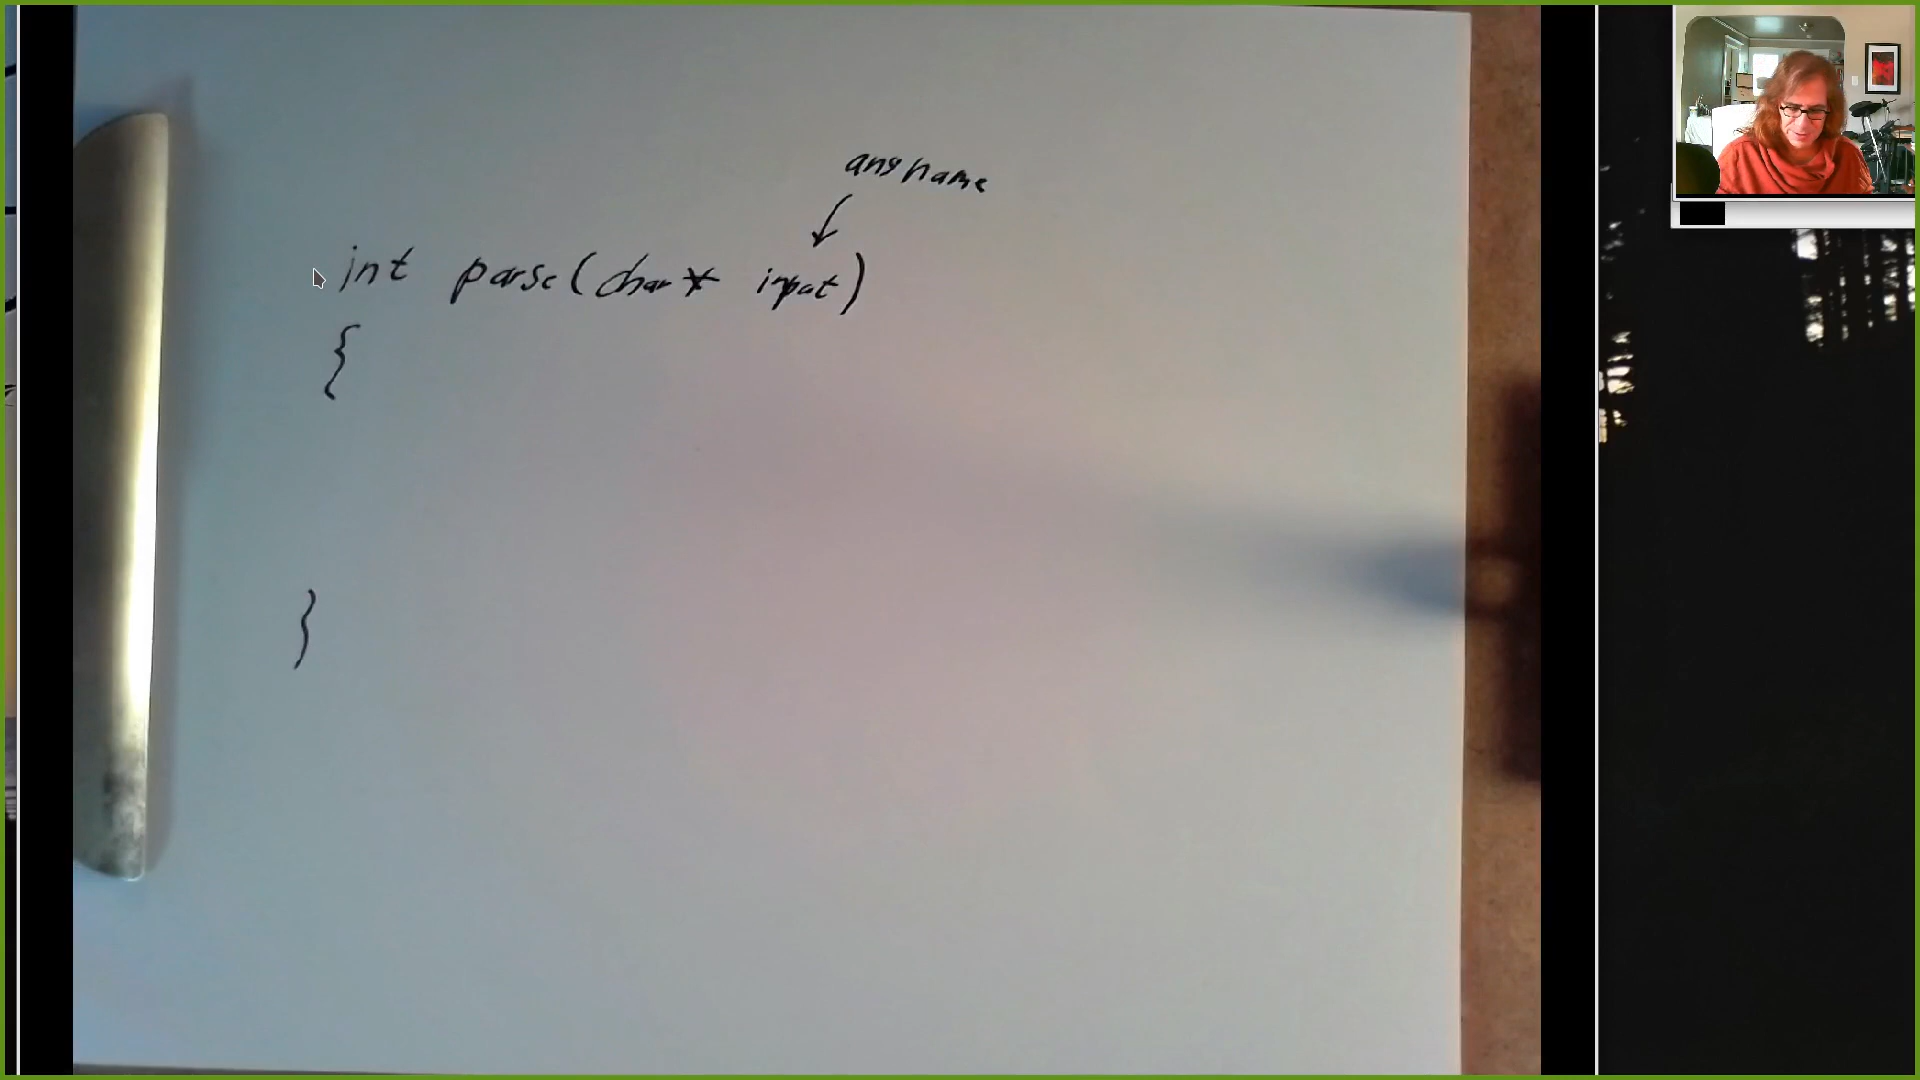 any name
int parse(char* input)
{
}